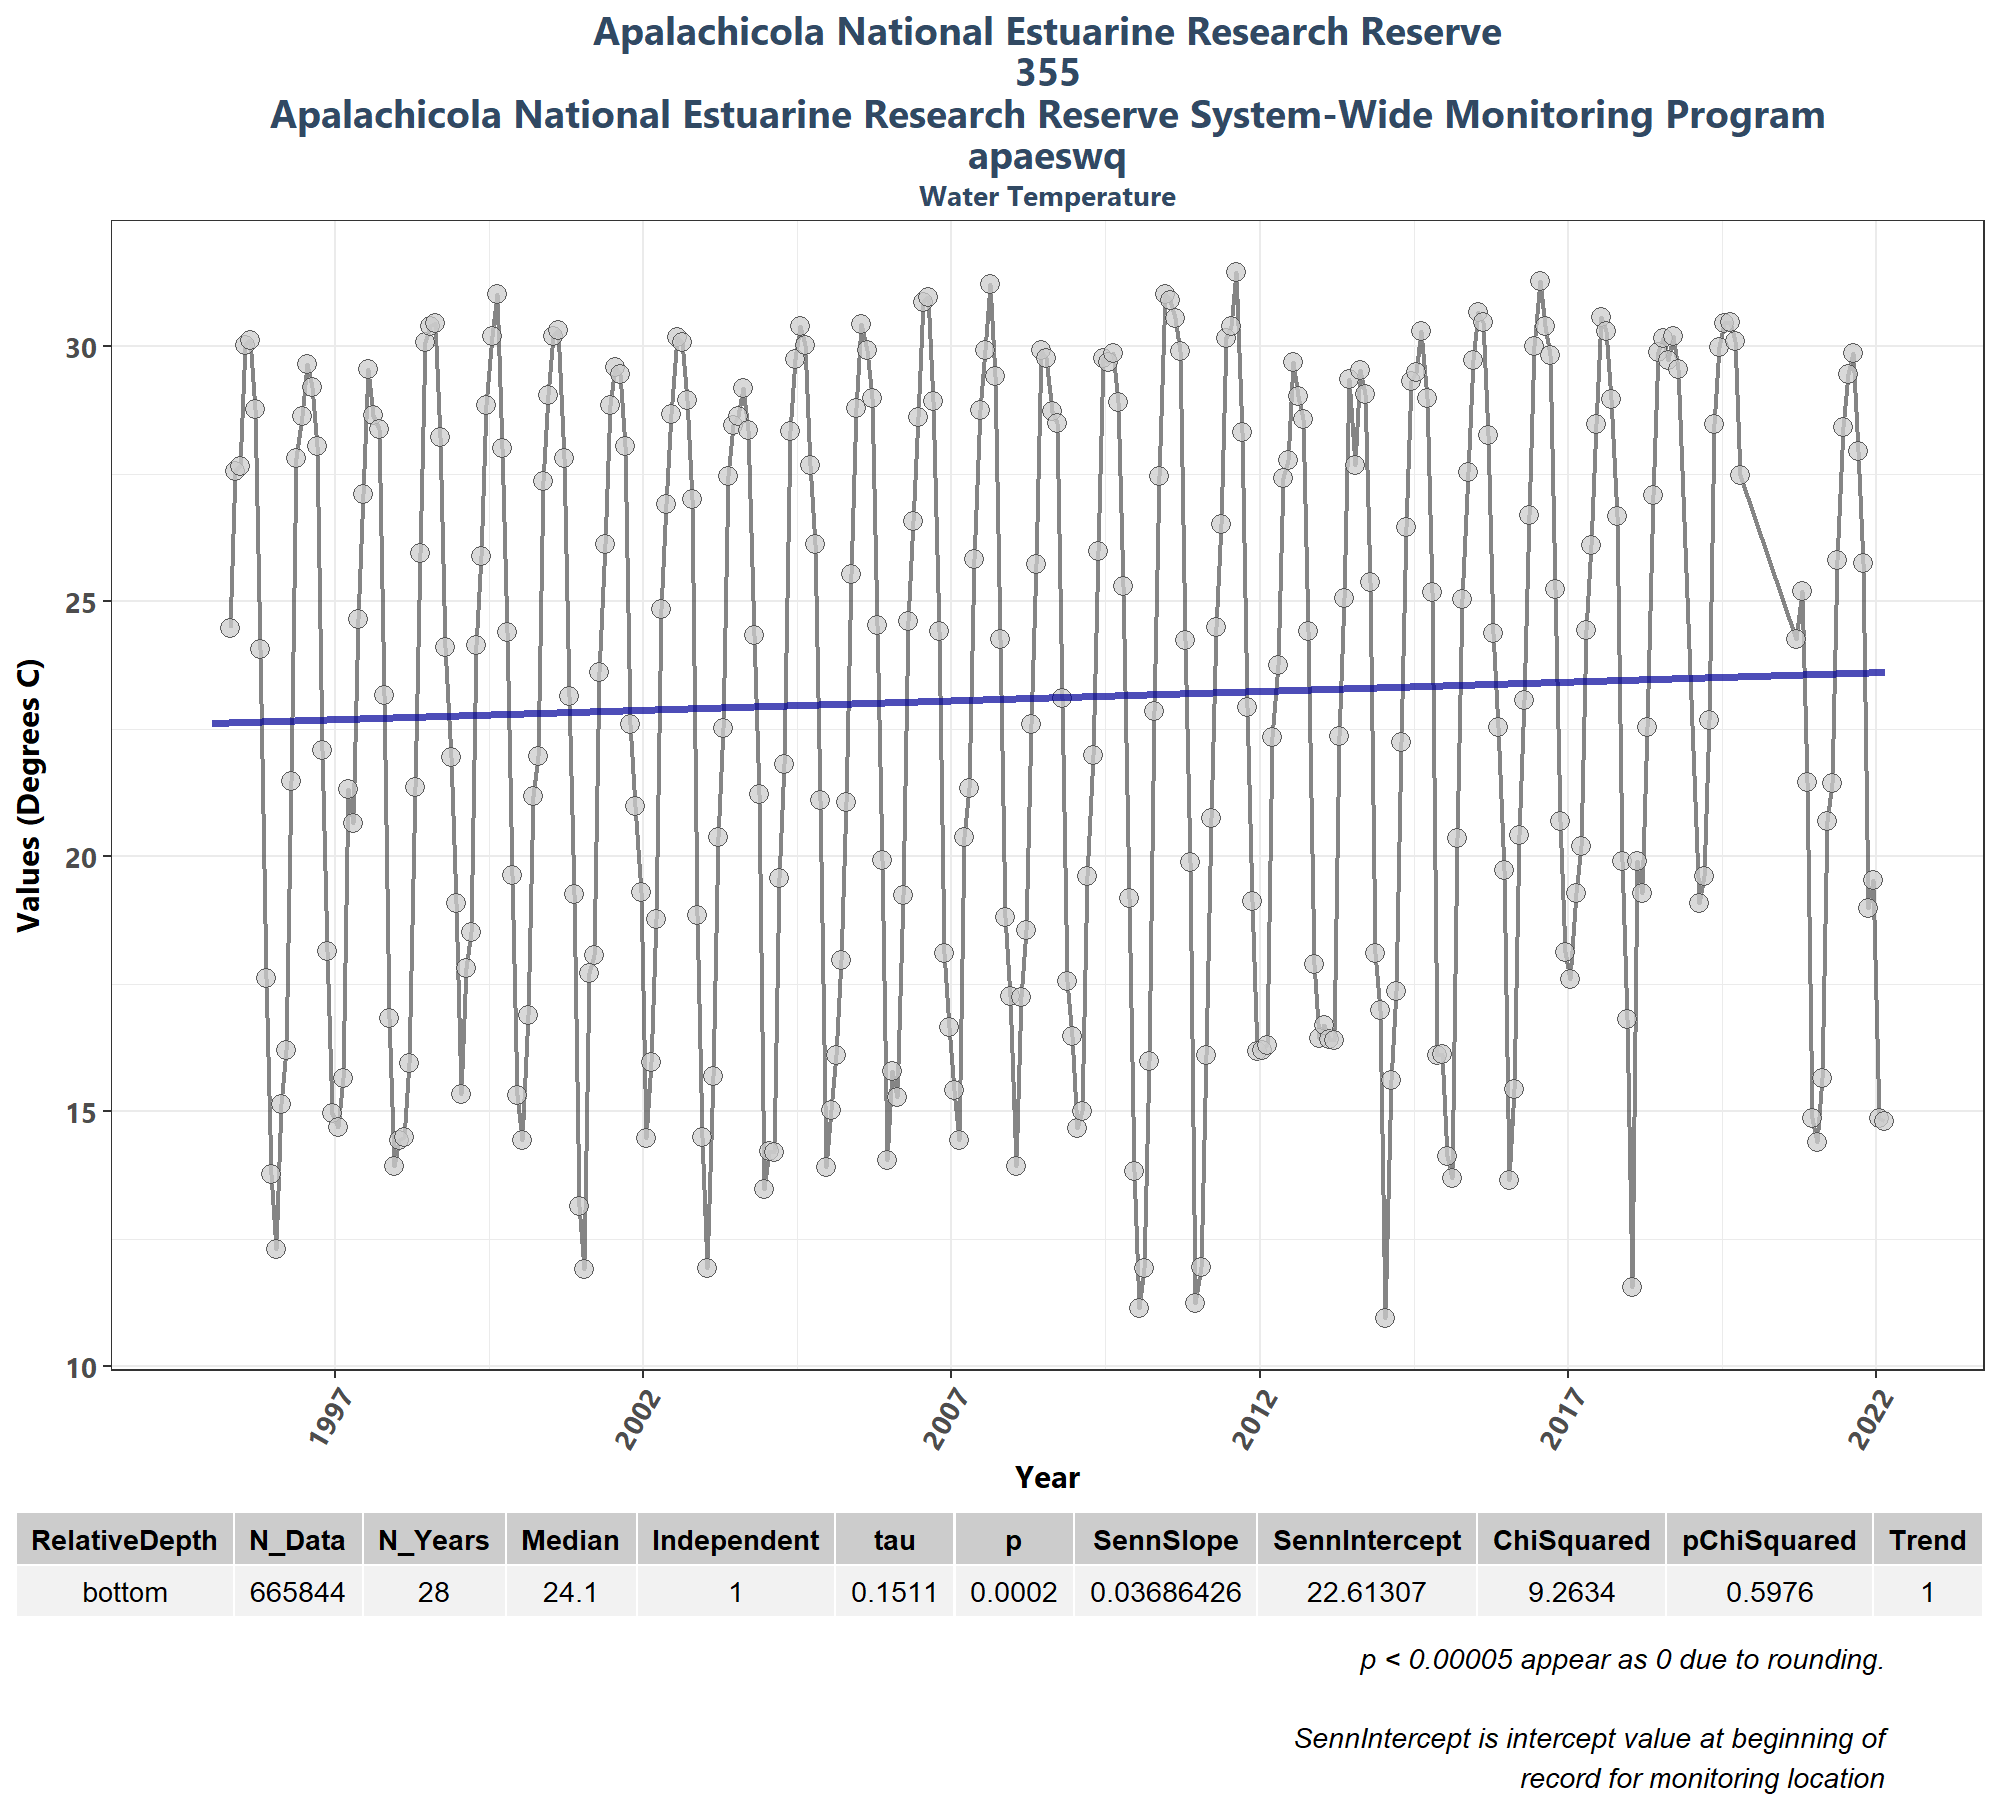 Apalachicola National Estuarine Research Reserve
355
Apalachicola National Estuarine Research Reserve System-Wide Monitoring Program
apaeswq
Water Temperature
Values (Degrees C)
30
25
20
15
10
1997
2002
2007
2012
2017
2022
Year
RelativeDepth N_Data N_Years Median Independent tau p SennSlope SennIntercept ChiSquared pChiSquared Trend
bottom 665844 28 24.1 1 0.1511 0.0002 0.03686426 22.61307 9.2634 0.5976 1
p < 0.00005 appear as 0 due to rounding.
SennIntercept is intercept value at beginning of
record for monitoring location